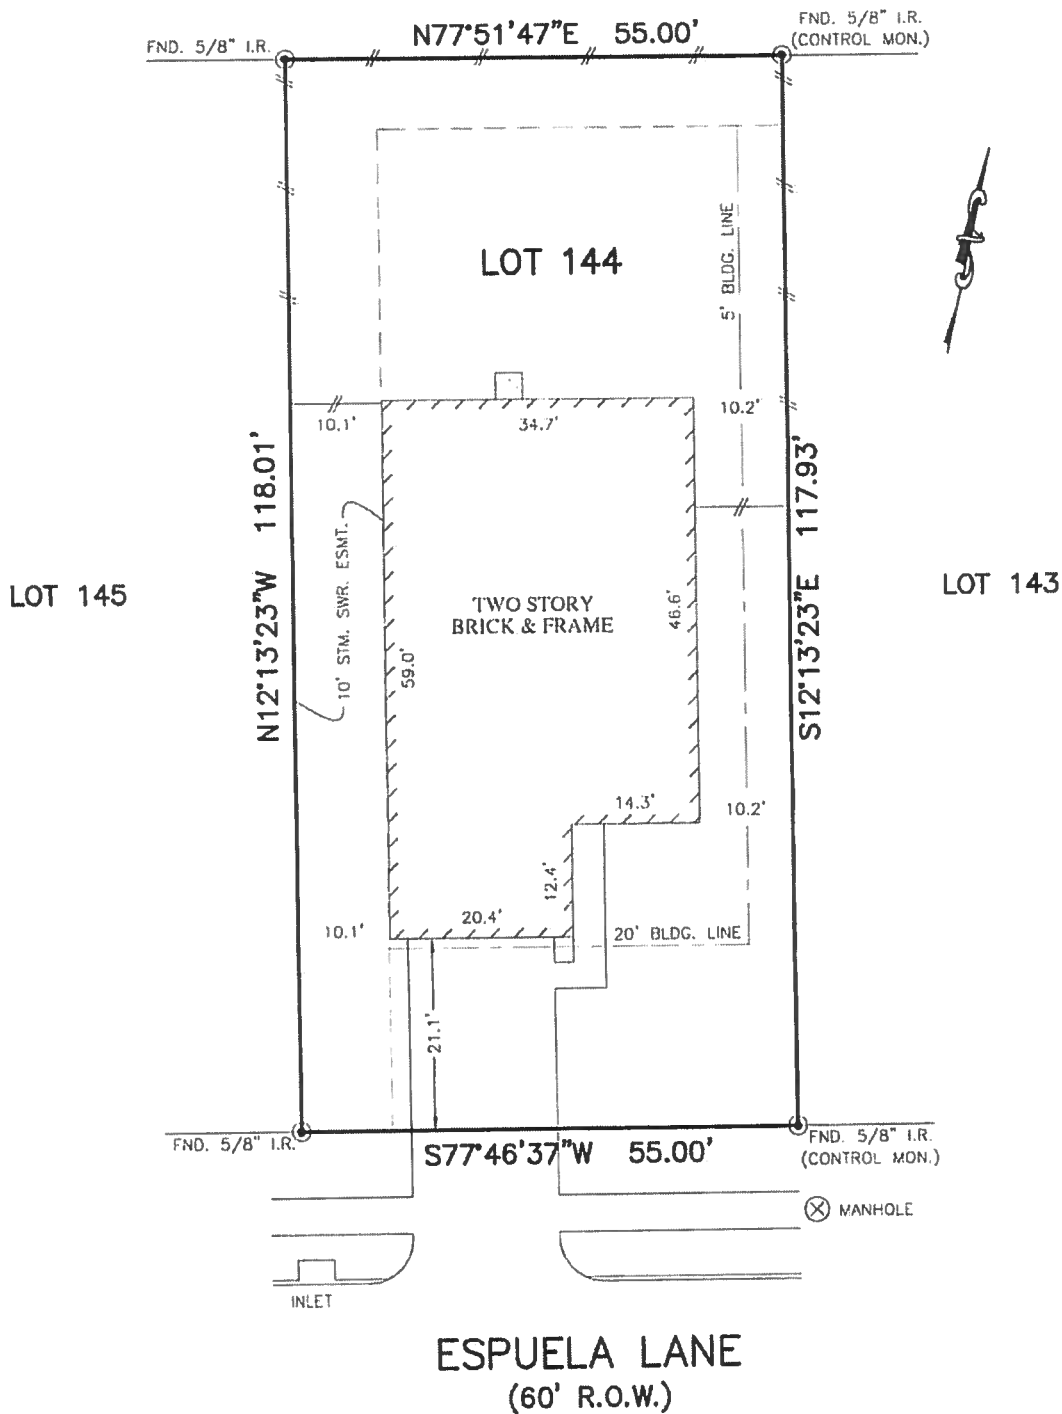 N77°51'47"E 55.00'
FND. 5/8" I.R.
FND. 5/8" I.R.
(CONTROL MON.)
LOT 144
5' BLDG. LINE
10.1'
34.7'
10.2'
N12°13'23"W 118.01'
S12°13'23"E 117.93'
10' STM. SWR. ESMT.
LOT 145
LOT 143
TWO STORY
BRICK & FRAME
46.6'
59.0'
14.3'
10.2'
12.4'
20.4'
10.1'
20' BLDG. LINE
21.1'
FND. 5/8" I.R.
S77°46'37"W 55.00'
FND. 5/8" I.R.
(CONTROL MON.)
MANHOLE
INLET
ESPUELA LANE
(60' R.O.W.)